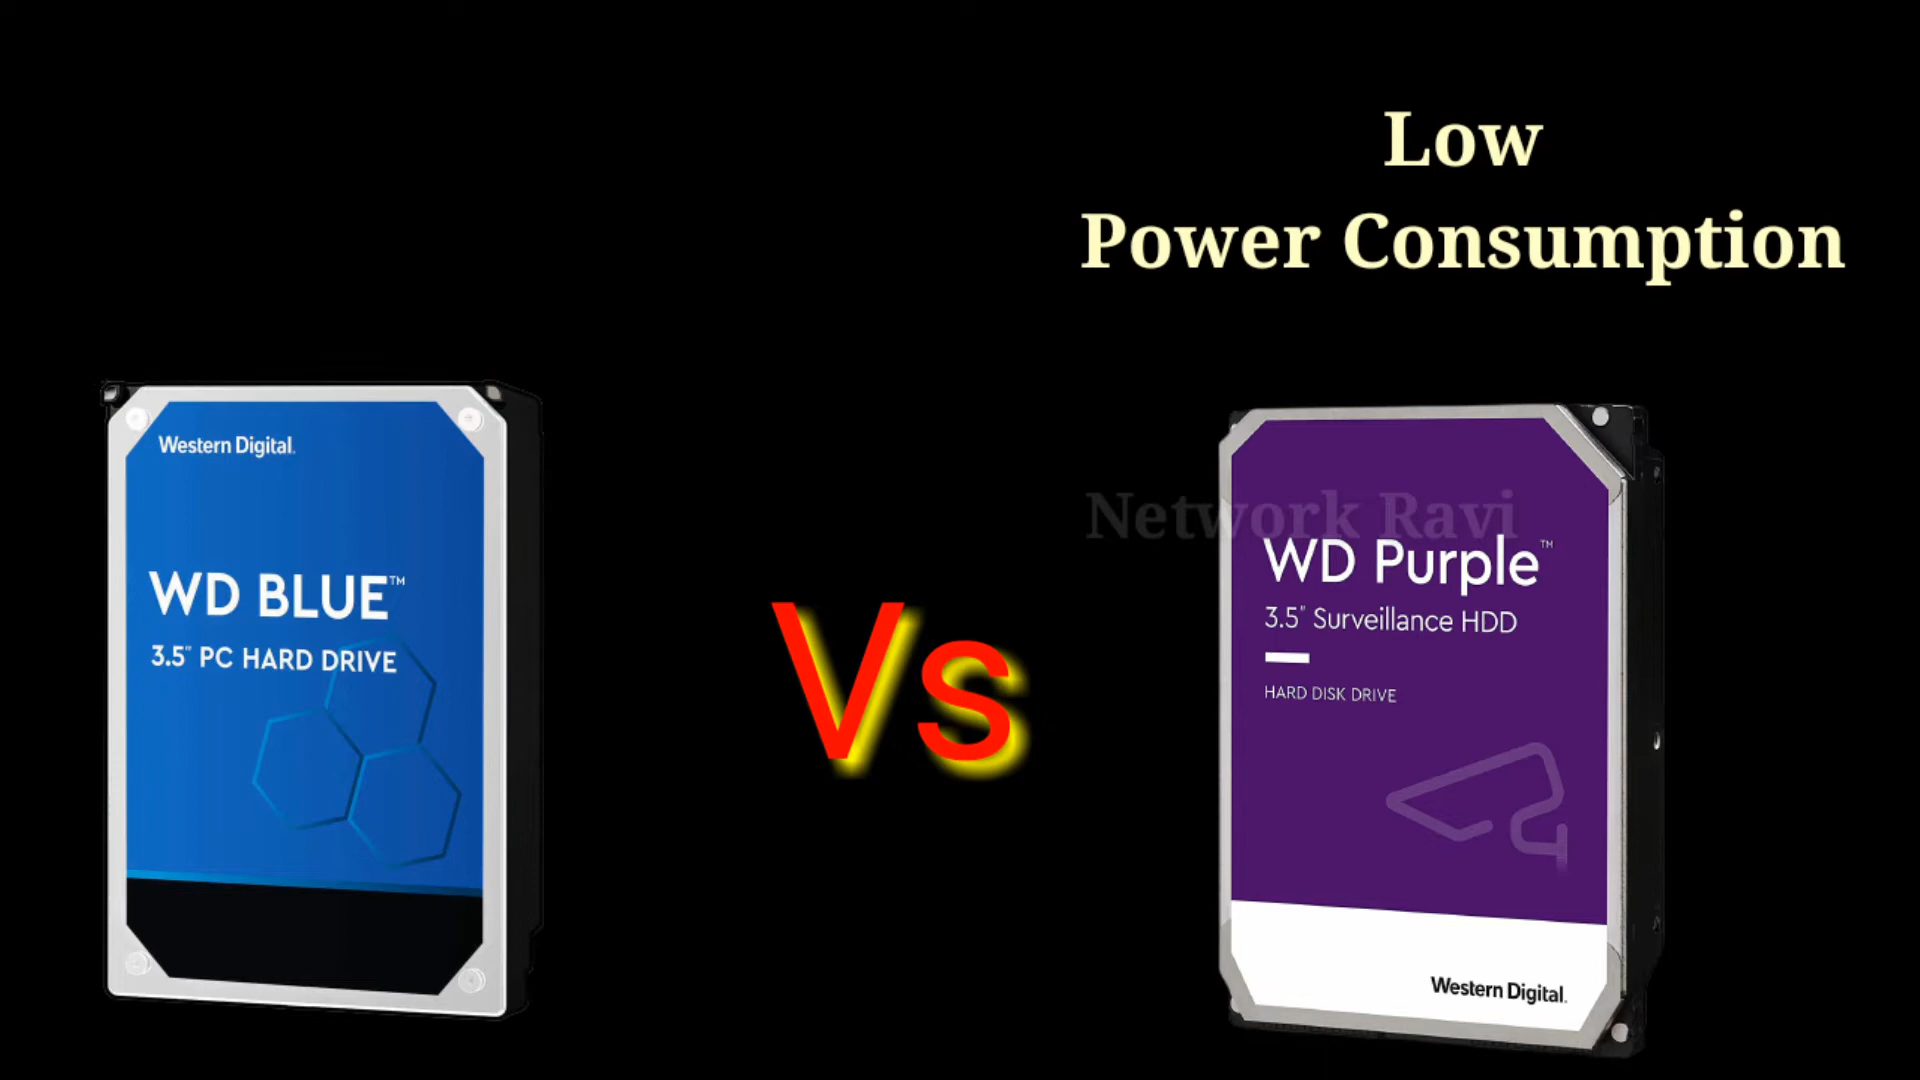 Low
Power Consumption
Western Digital.
WD BLUE™
3.5" PC HARD DRIVE
Vs
Network Ravi
WD Purple™
3.5" Surveillance HDD
HARD DISK DRIVE
Western Digital.